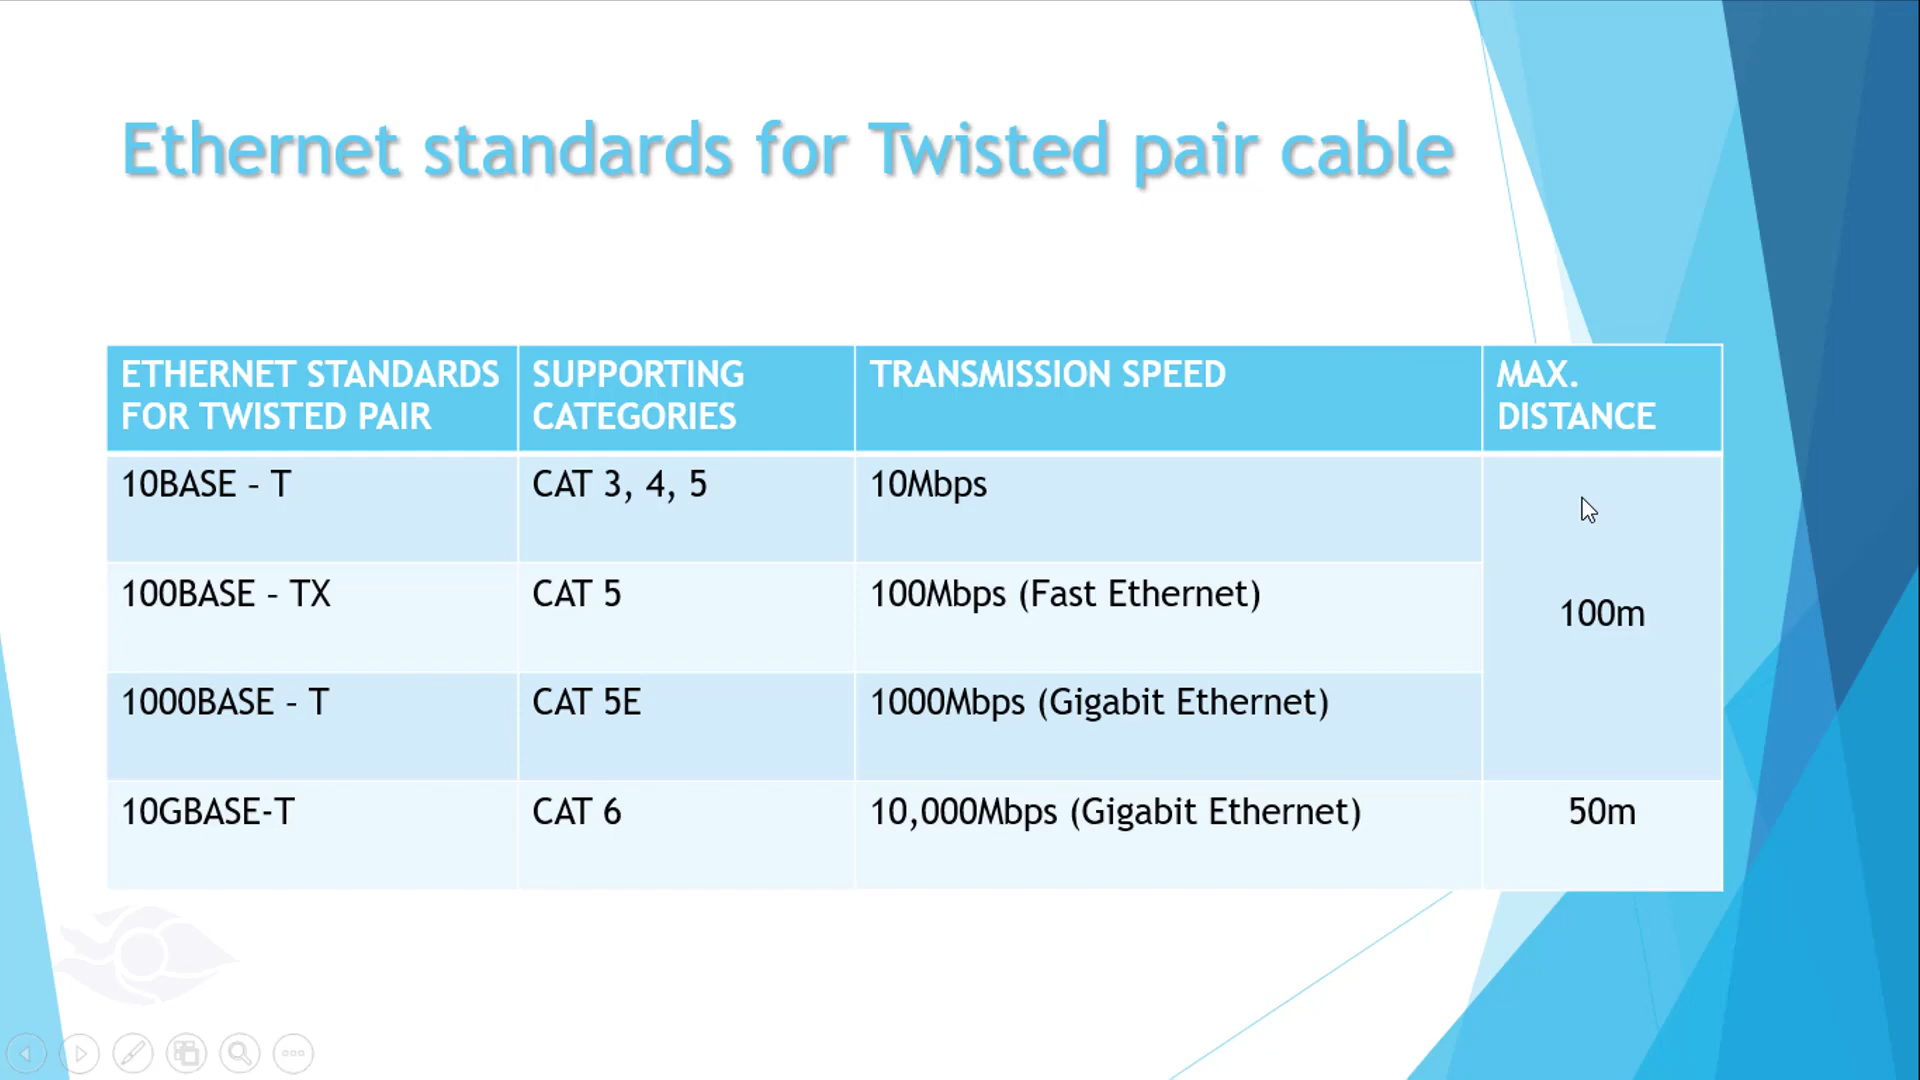 Ethernet standards for Twisted pair cable
ETHERNET STANDARDS
FOR TWISTED PAIR
SUPPORTING
CATEGORIES
TRANSMISSION SPEED
MAX.
DISTANCE
10BASE – T
CAT 3, 4, 5
10Mbps
100BASE – TX
CAT 5
100Mbps (Fast Ethernet)
100m
1000BASE – T
CAT 5E
1000Mbps (Gigabit Ethernet)
10GBASE-T
CAT 6
10,000Mbps (Gigabit Ethernet)
50m